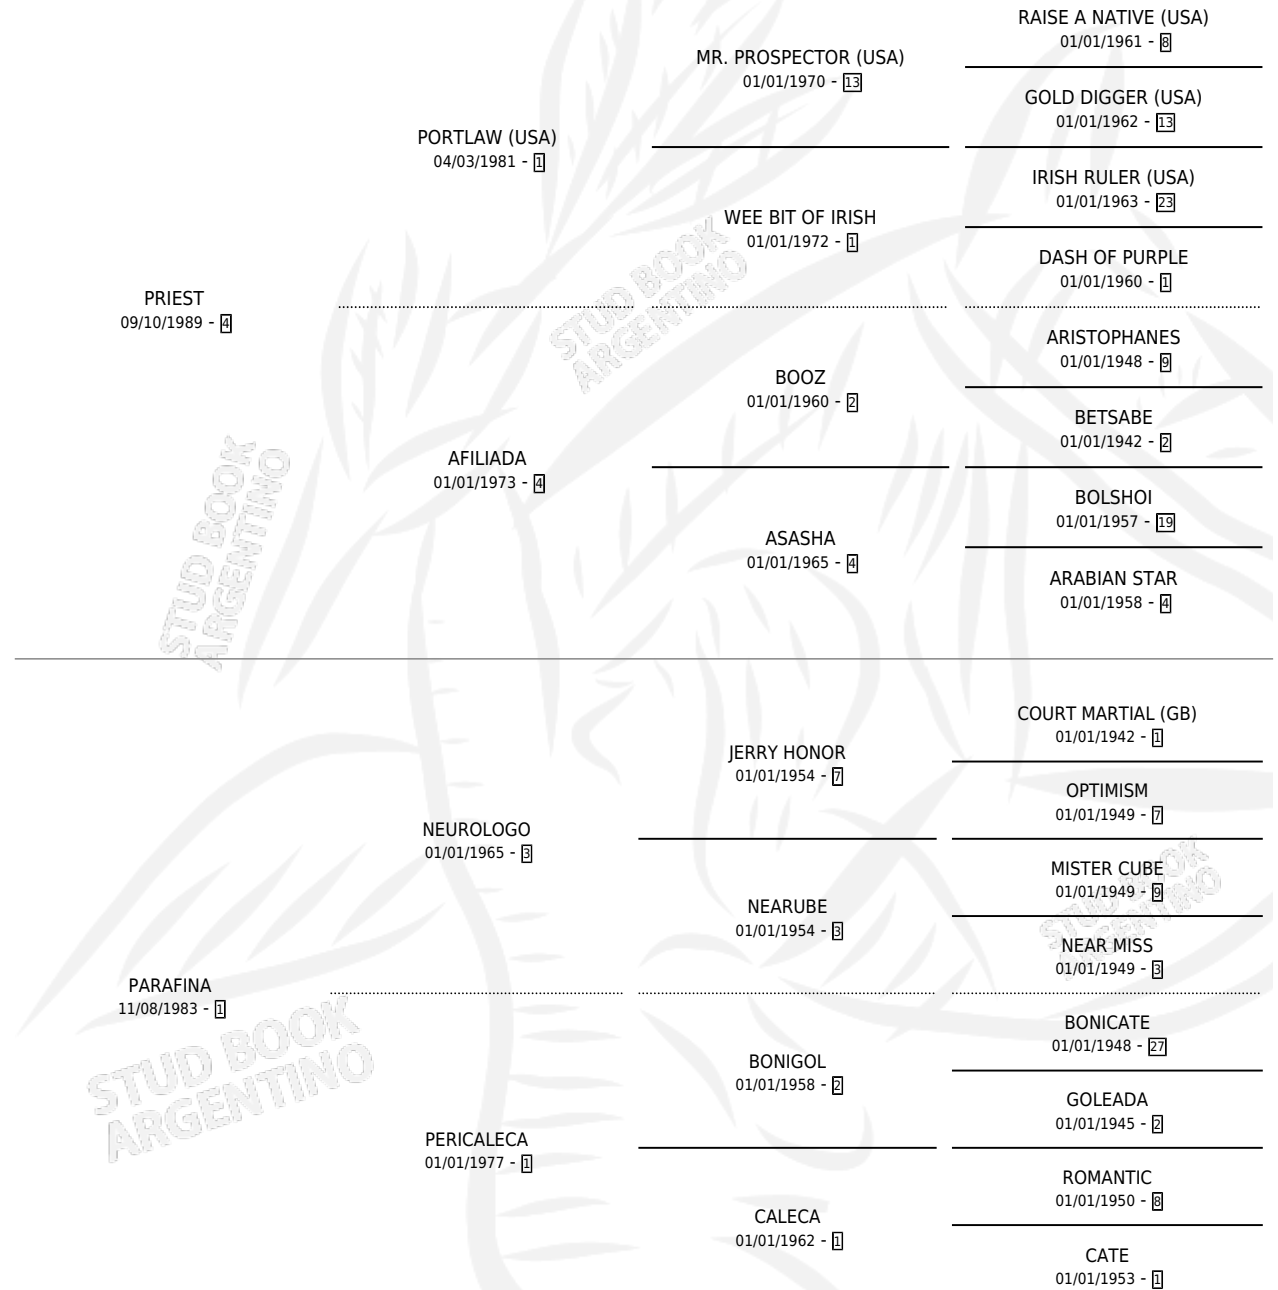 RAISE A NATIVE (USA)
01/01/1961 - 8
MR. PROSPECTOR (USA)
01/01/1970 - 13
GOLD DIGGER (USA)
01/01/1962 - 13
PORTLAW (USA)
04/03/1981 - 1
IRISH RULER (USA)
01/01/1963 - 23
WEE BIT OF IRISH
01/01/1972 - 1
DASH OF PURPLE
01/01/1960 - 1
PRIEST
09/10/1989 - 4
STUD BOOK
ARGENTINO
ARISTOPHANES
01/01/1948 - 9
BOOZ
01/01/1960 - 2
BETSABE
01/01/1942 - 2
AFILIADA
01/01/1973 - 4
BOLSHOI
01/01/1957 - 19
ASASHA
01/01/1965 - 4
ARABIAN STAR
01/01/1958 - 4
STUD BOOK
ARGENTINO
COURT MARTIAL (GB)
01/01/1942 - 1
JERRY HONOR
01/01/1954 - 7
OPTIMISM
01/01/1949 - 7
NEUROLOGO
01/01/1965 - 3
MISTER CUBE
01/01/1949 - 9
NEARUBE
01/01/1954 - 3
NEAR MISS
01/01/1949 - 3
STUD BOOK
ARGENTINO
PARAFINA
11/08/1983 - 1
STUD BOOK
ARGENTINO
BONICATE
01/01/1948 - 27
BONIGOL
01/01/1958 - 2
GOLEADA
01/01/1945 - 2
PERICALECA
01/01/1977 - 1
ROMANTIC
01/01/1950 - 8
CALECA
01/01/1962 - 1
CATE
01/01/1953 - 1